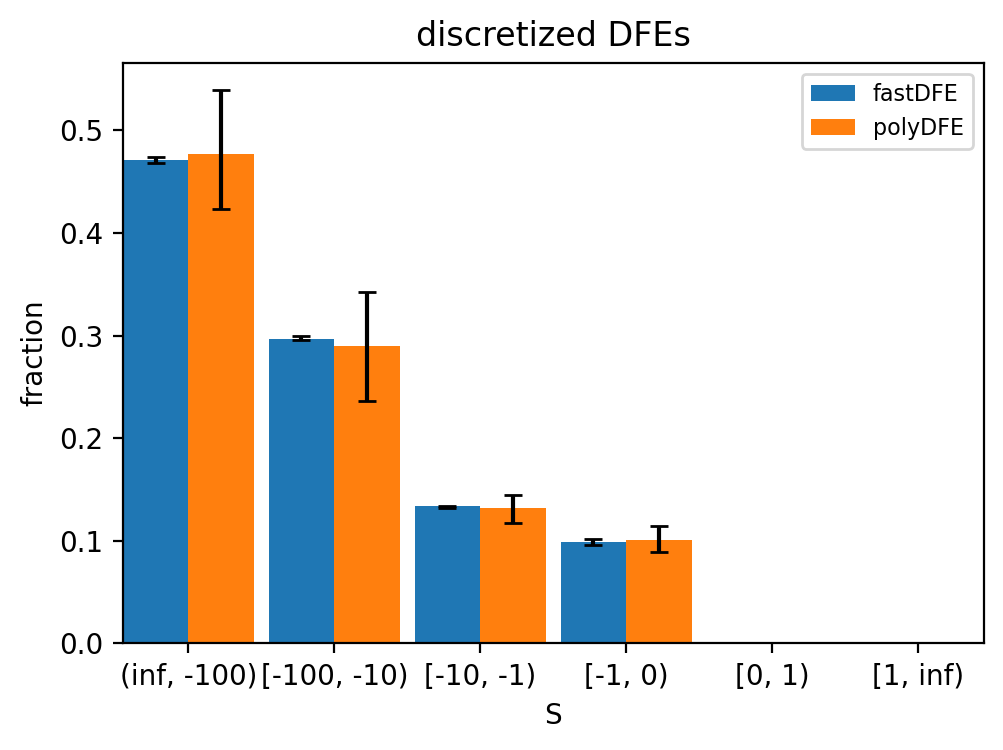 discretized DFEs
fastDFE
polyDFE
fraction
0.5
0.4
0.3
0.2
0.1
0.0
(inf, -100) [-100, -10) [-10, -1) [-1, 0) [0, 1) [1, inf)
S